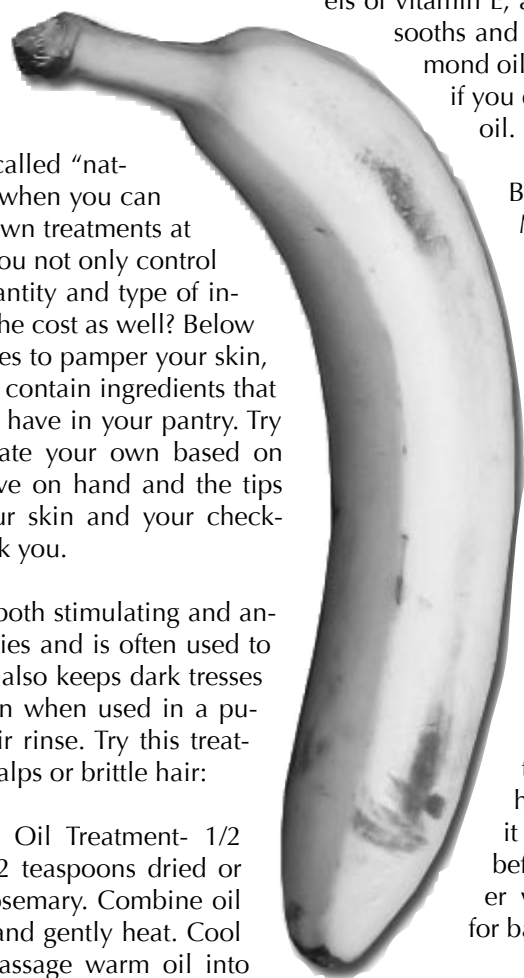 called “nat-
when you can
own treatments at
ou not only control
antity and type of in-
he cost as well? Below
es to pamper your skin,
contain ingredients that
have in your pantry. Try
ate your own based on
ve on hand and the tips
ur skin and your check-
k you.
both stimulating and an-
ies and is often used to
also keeps dark tresses
n when used in a pu-
ir rinse. Try this treat-
alps or brittle hair:
Oil Treatment- 1/2
2 teaspoons dried or
osemary. Combine oil
and gently heat. Cool
assage warm oil into
els of vitamin E, a
sooths and
mond oil
if you
oil.
B
it
bef
er
for ba